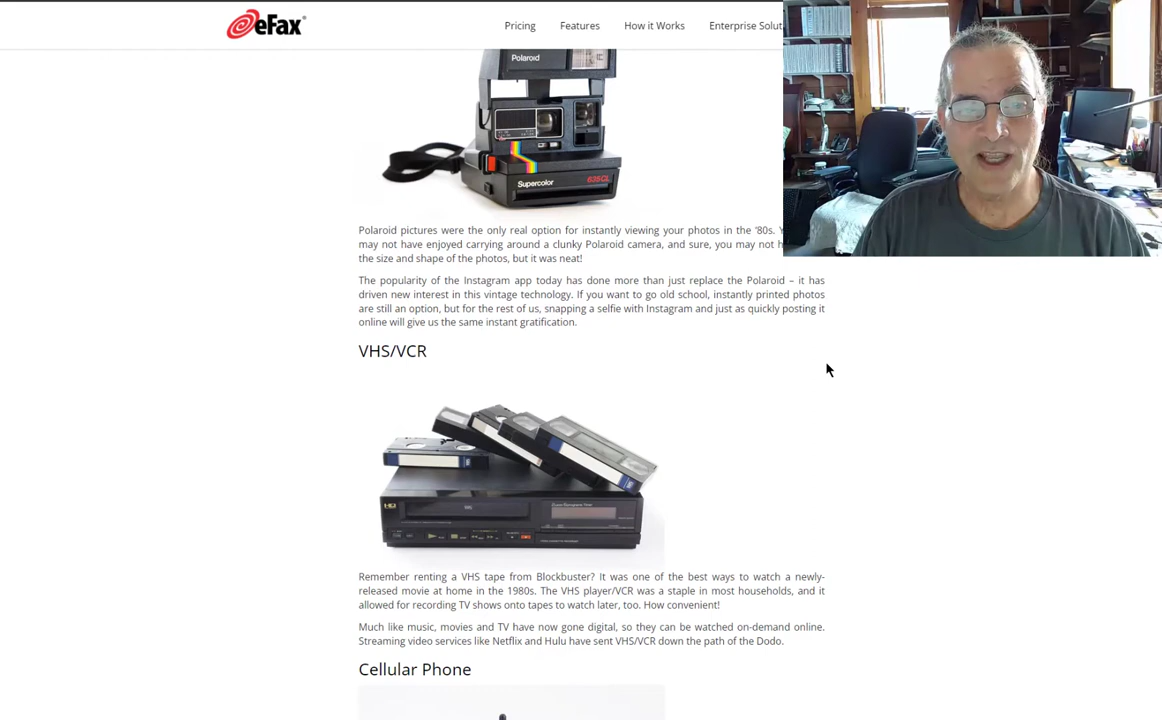 eFax®
Pricing Features How it Works Enterprise Solut
Polaroid
Supercolor 635CL
Polaroid pictures were the only real option for instantly viewing your photos in the '80s. Y
may not have enjoyed carrying around a clunky Polaroid camera, and sure, you may not h
the size and shape of the photos, but it was neat!
The popularity of the Instagram app today has done more than just replace the Polaroid – it has
driven new interest in this vintage technology. If you want to go old school, instantly printed photos
are still an option, but for the rest of us, snapping a selfie with Instagram and just as quickly posting it
online will give us the same instant gratification.
VHS/VCR
HQ
Remember renting a VHS tape from Blockbuster? It was one of the best ways to watch a newly-
released movie at home in the 1980s. The VHS player/VCR was a staple in most households, and it
allowed for recording TV shows onto tapes to watch later, too. How convenient!
Much like music, movies and TV have now gone digital, so they can be watched on-demand online.
Streaming video services like Netflix and Hulu have sent VHS/VCR down the path of the Dodo.
Cellular Phone